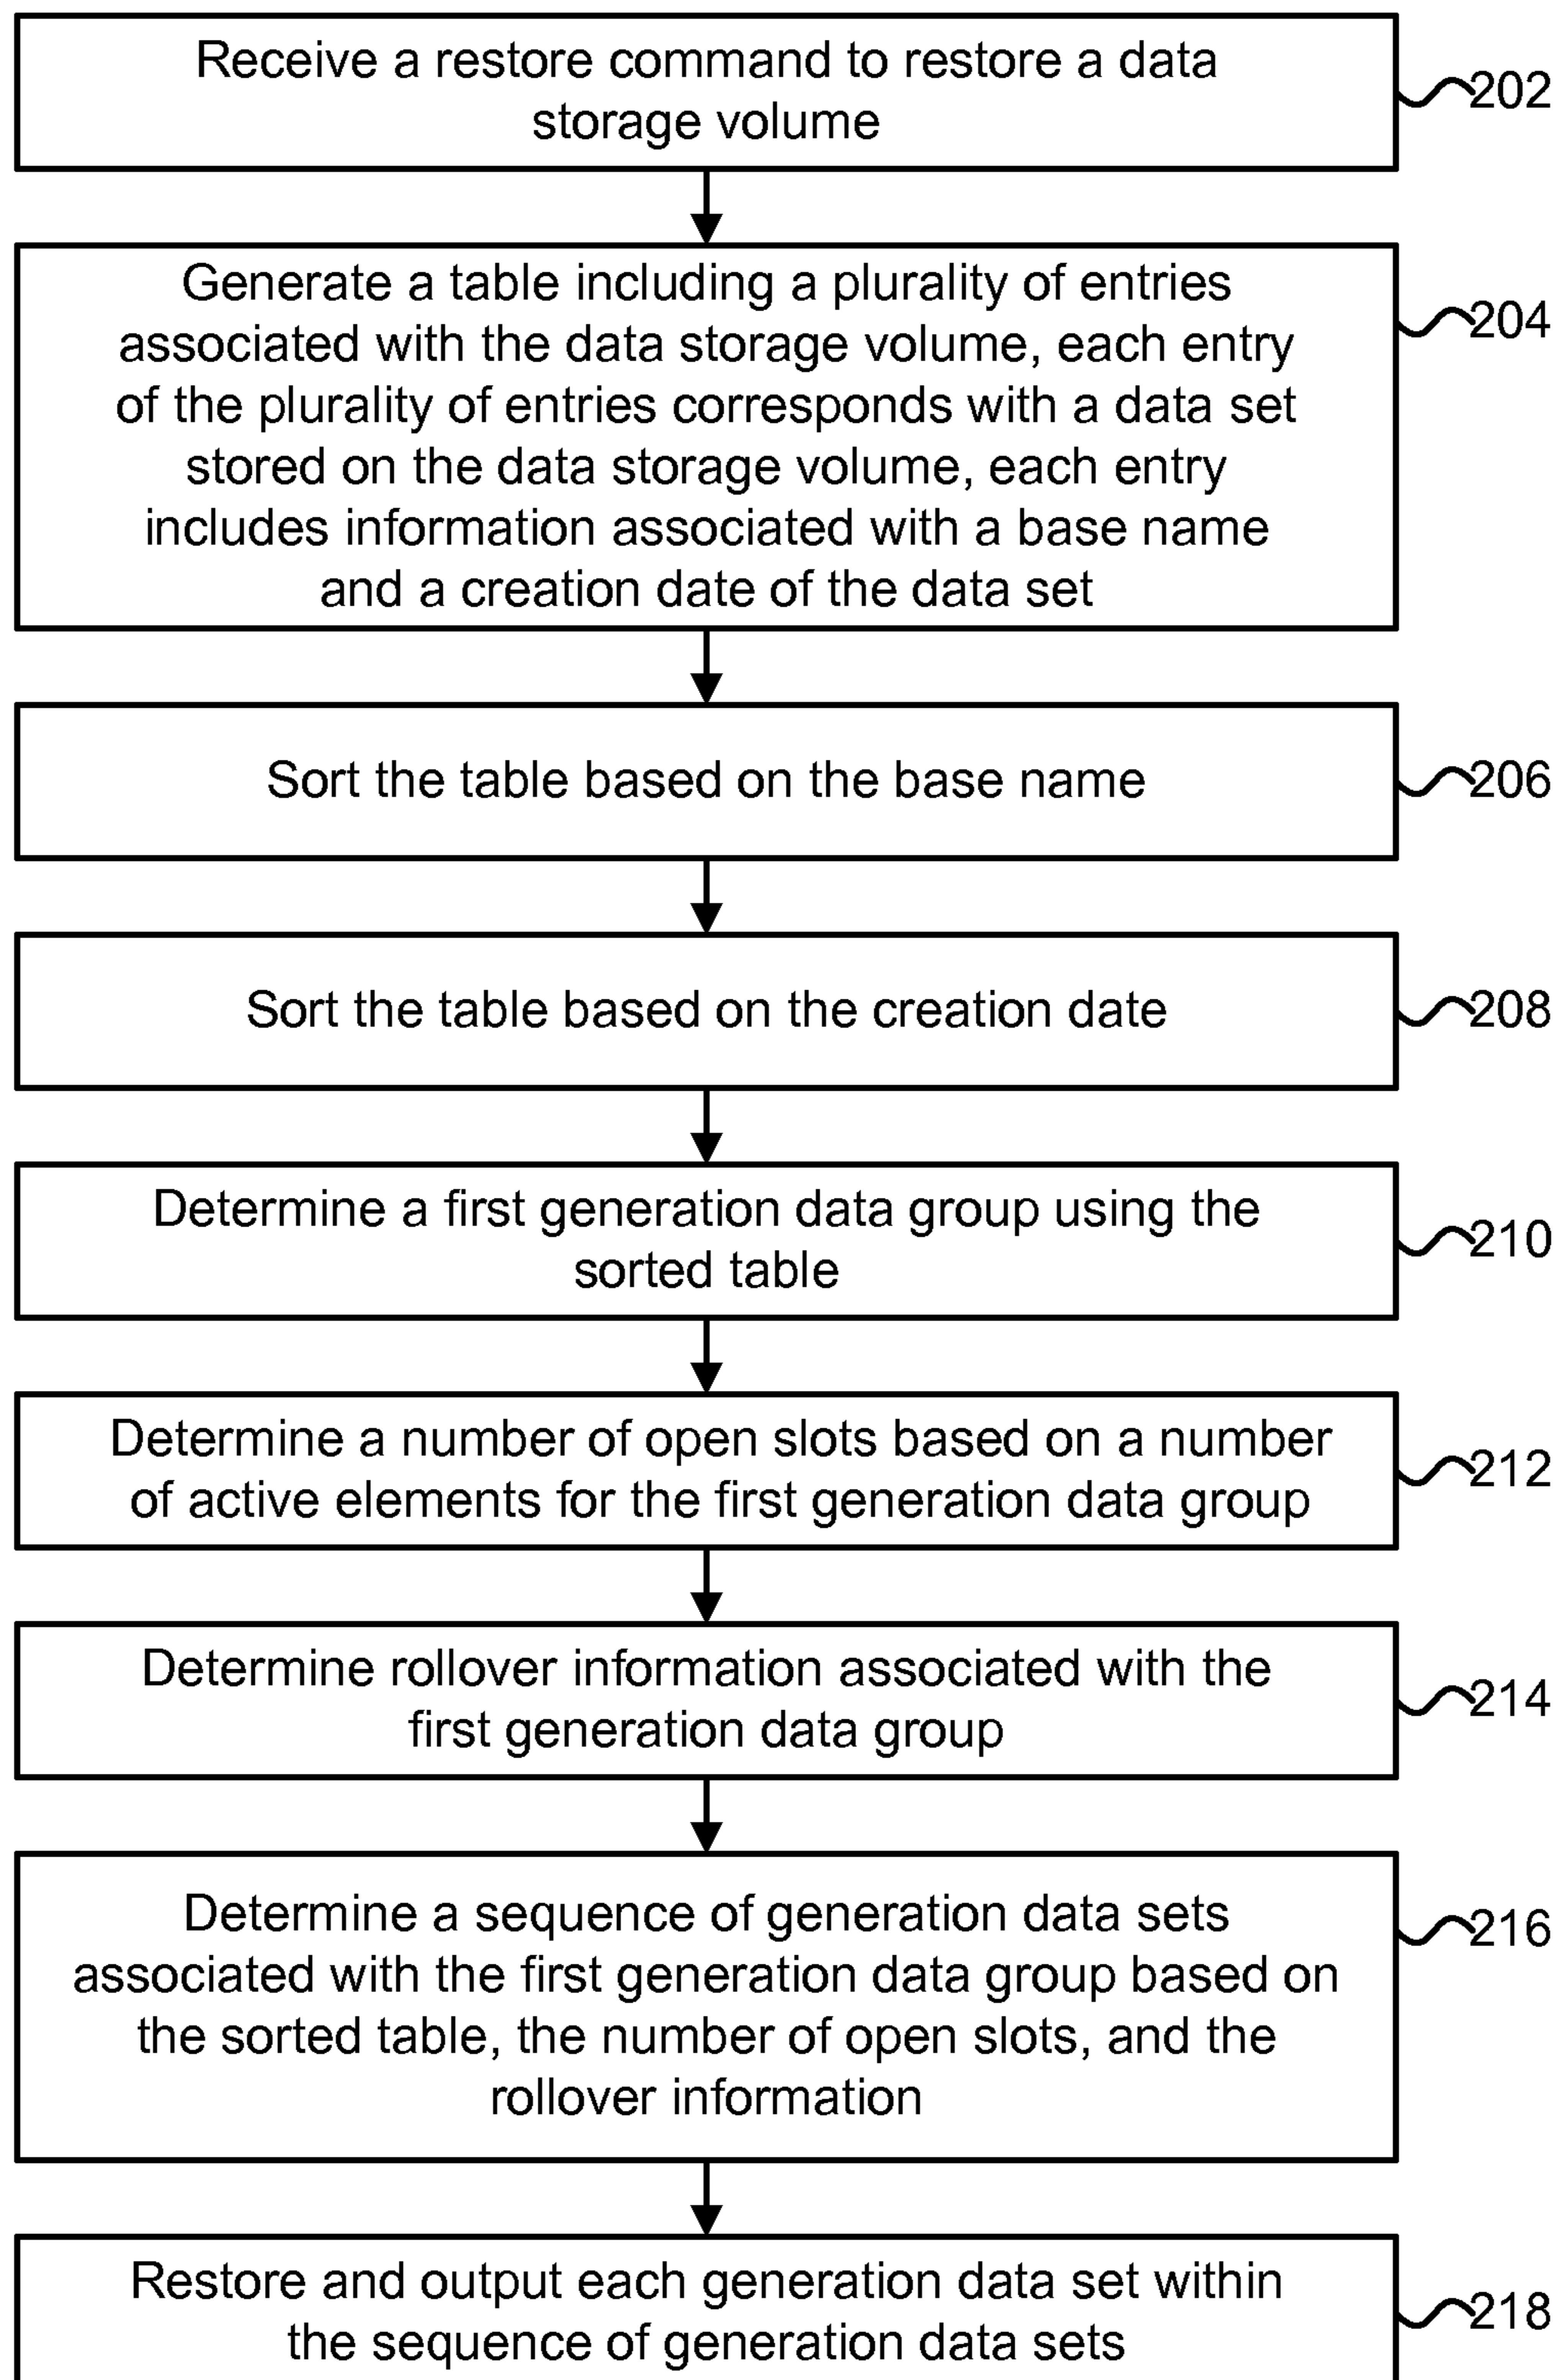 Receive a restore command to restore a data
storage volume
202
Generate a table including a plurality of entries
associated with the data storage volume, each entry
of the plurality of entries corresponds with a data set
stored on the data storage volume, each entry
includes information associated with a base name
and a creation date of the data set
204
Sort the table based on the base name
206
Sort the table based on the creation date
208
Determine a first generation data group using the
sorted table
210
Determine a number of open slots based on a number
of active elements for the first generation data group
212
Determine rollover information associated with the
first generation data group
214
Determine a sequence of generation data sets
associated with the first generation data group based on
the sorted table, the number of open slots, and the
rollover information
216
Restore and output each generation data set within
the sequence of generation data sets
218